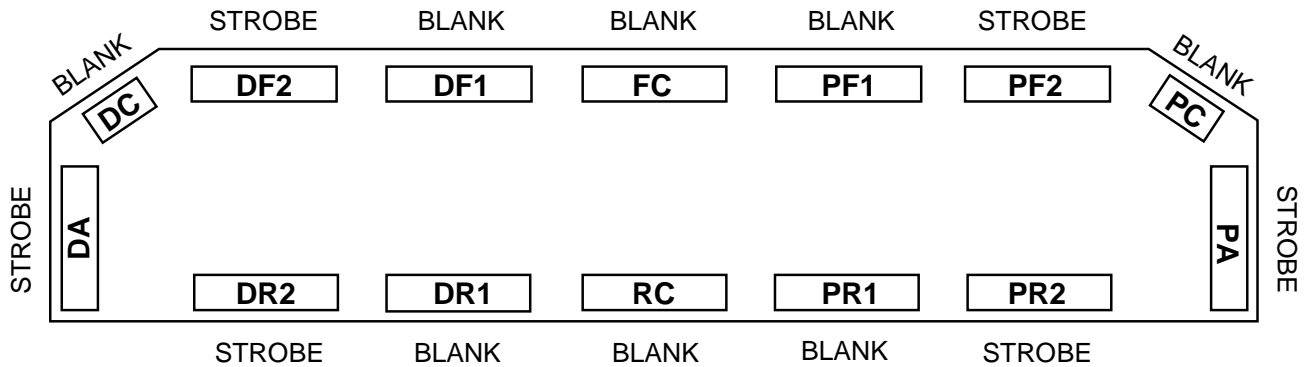 STROBE BLANK BLANK BLANK STROBE
BLANK BLANK
DF2 DF1 FC PF1 PF2
DC PC
STROBE DA PA STROBE
DR2 DR1 RC PR1 PR2
STROBE BLANK BLANK BLANK STROBE